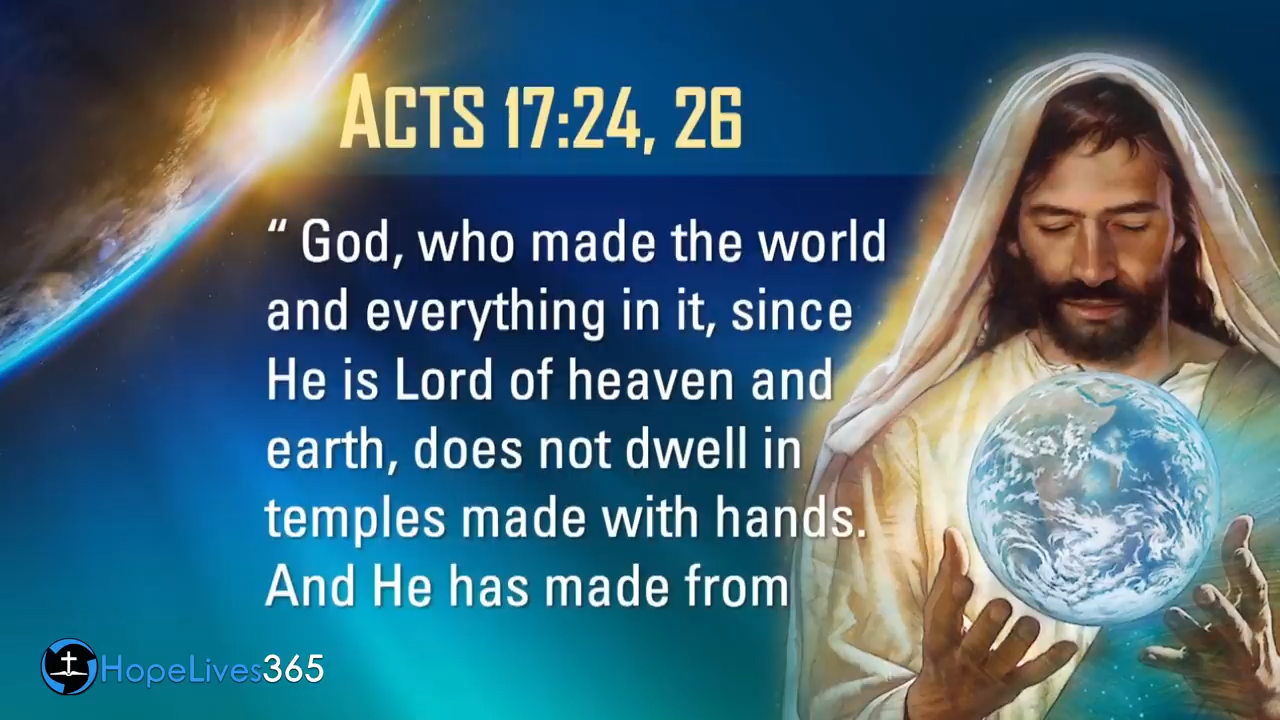 ACTS 17:24, 26
“ God, who made the world
and everything in it, since
He is Lord of heaven and
earth, does not dwell in
temples made with hands.
And He has made from
HopeLives365